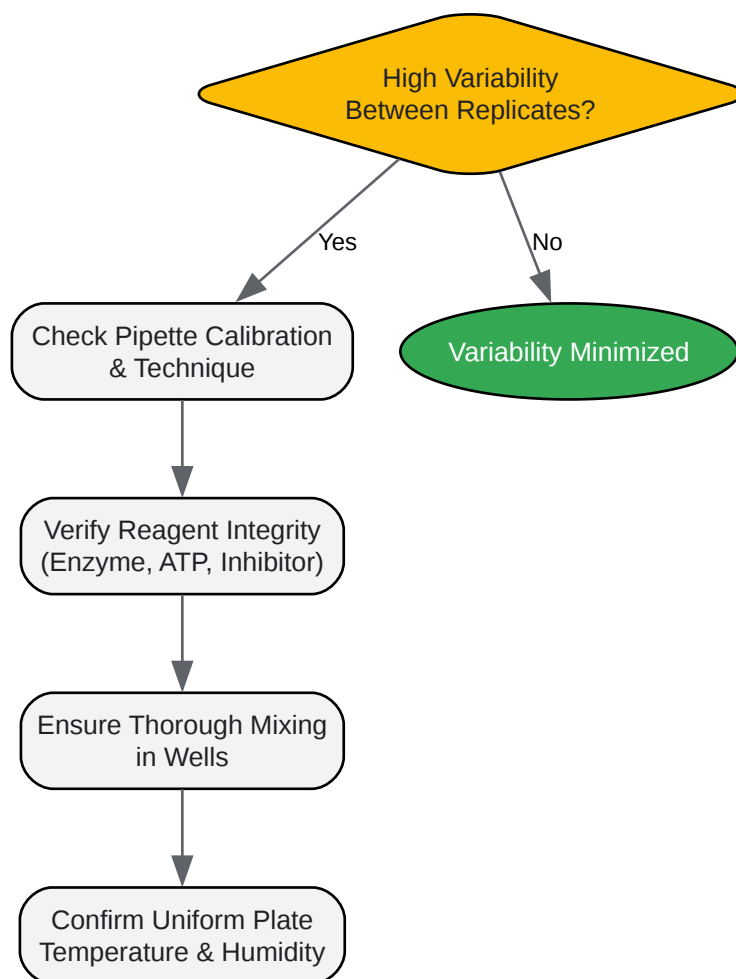 High Variability
Between Replicates?
Yes
No
Check Pipette Calibration
& Technique
Variability Minimized
Verify Reagent Integrity
(Enzyme, ATP, Inhibitor)
Ensure Thorough Mixing
in Wells
Confirm Uniform Plate
Temperature & Humidity